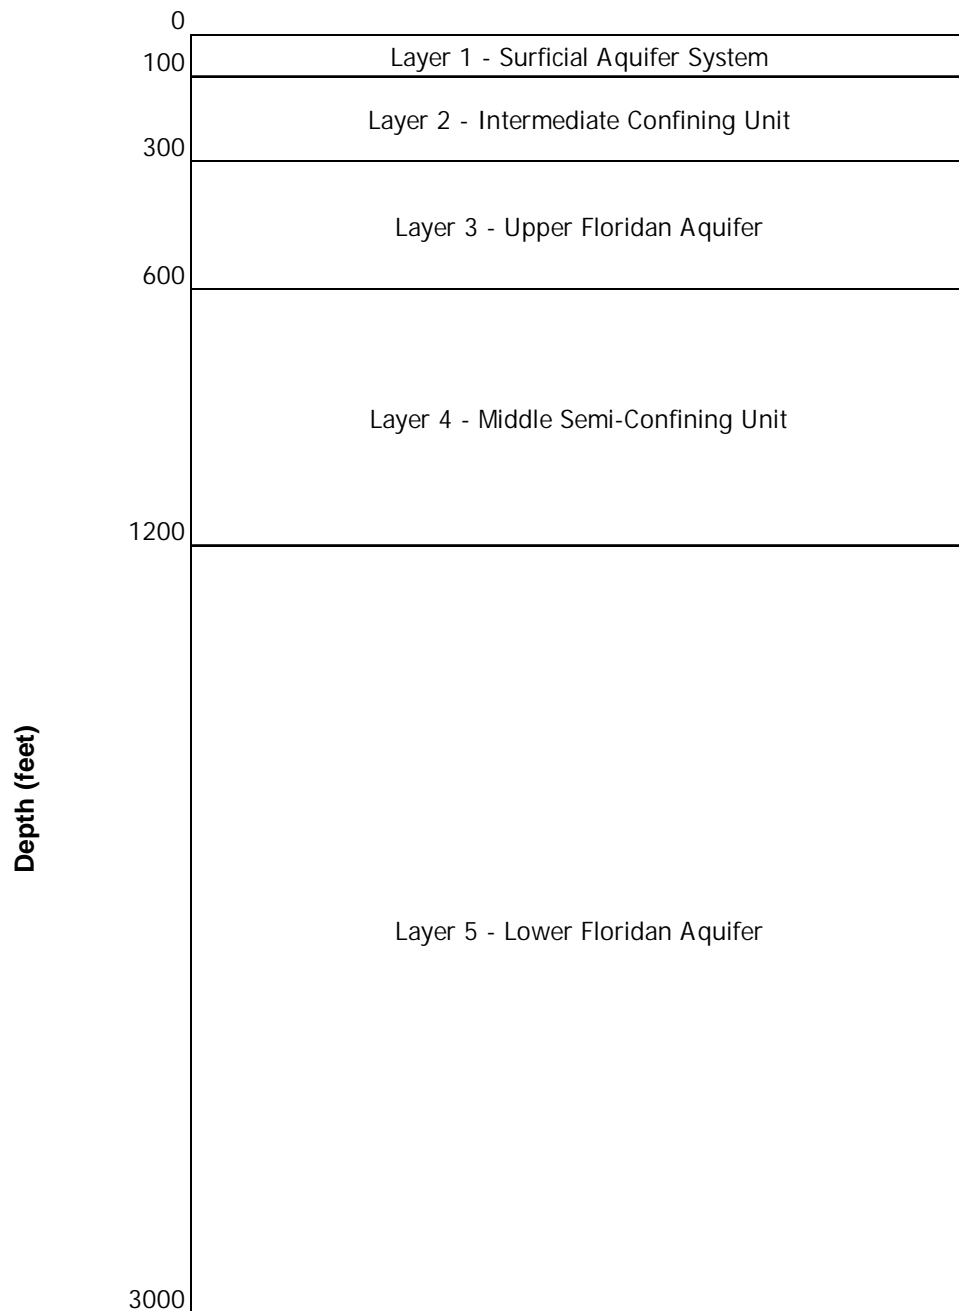 0
Layer 1 - Surficial Aquifer System
100
Layer 2 - Intermediate Confining Unit
300
Layer 3 - Upper Floridan Aquifer
600
Layer 4 - Middle Semi-Confining Unit
1200
Depth (feet)
Layer 5 - Lower Floridan Aquifer
3000